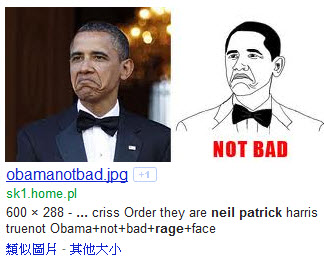 NOT BAD
obamanotbad.jpg +1
sk1.home.pl
600 × 288 - ... criss Order they are neil patrick harris
truenot Obama+not+bad+rage+face
類似圖片 - 其他大小